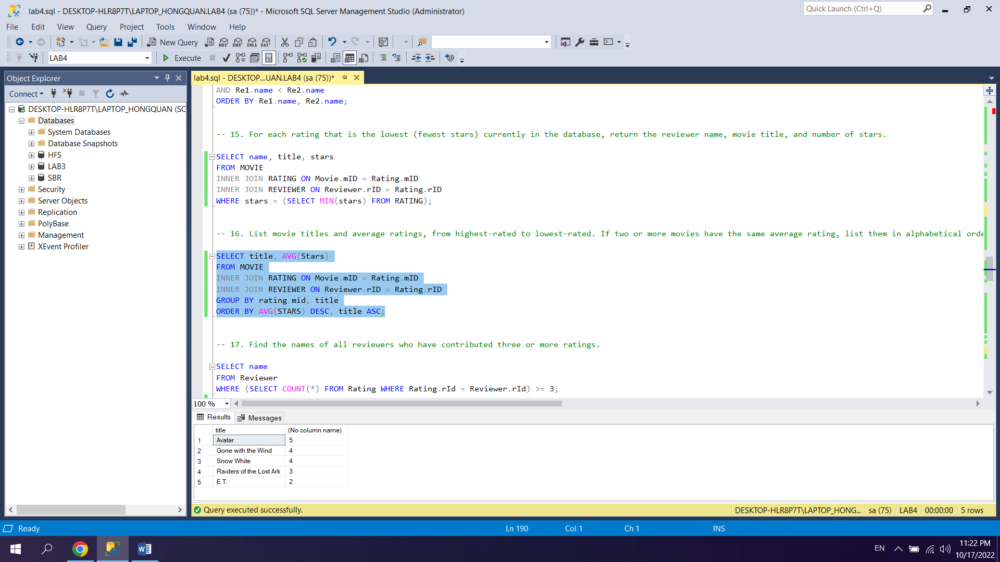 lab4.sql - DESKTOP-HLR8P7T\LAPTOP_HONGQUAN.LAB4 (sa (75))* - Microsoft SQL Server Management Studio (Administrator)
Quick Launch (Ctrl+Q)
File Edit View Query Project Tools Window Help
New Query MDX DMX XMLA DAX
LAB4 Execute
Object Explorer
Connect
DESKTOP-HLR8P7T\LAPTOP_HONGQUAN (SC
Databases
System Databases
Database Snapshots
HFS
LAB3
SBR
Security
Server Objects
Replication
PolyBase
Management
XEvent Profiler
lab4.sql - DESKTOP...UAN.LAB4 (sa (75))*
AND Re1.name < Re2.name
ORDER BY Re1.name, Re2.name;
-- 15. For each rating that is the lowest (fewest stars) currently in the database, return the reviewer name, movie title, and number of stars.
SELECT name, title, stars
FROM MOVIE
INNER JOIN RATING ON Movie.mID = Rating.mID
INNER JOIN REVIEWER ON Reviewer.rID = Rating.rID
WHERE stars = (SELECT MIN(stars) FROM RATING);
-- 16. List movie titles and average ratings, from highest-rated to lowest-rated. If two or more movies have the same average rating, list them in alphabetical orde
SELECT title, AVG(Stars)
FROM MOVIE
INNER JOIN RATING ON Movie.mID = Rating.mID
INNER JOIN REVIEWER ON Reviewer.rID = Rating.rID
GROUP BY rating.mid, title
ORDER BY AVG(STARS) DESC, title ASC;
-- 17. Find the names of all reviewers who have contributed three or more ratings.
SELECT name
FROM Reviewer
WHERE (SELECT COUNT(*) FROM Rating WHERE Rating.rId = Reviewer.rId) >= 3;
100 %
Results Messages
title (No column name)
1 Avatar 5
2 Gone with the Wind 4
3 Snow White 4
4 Raiders of the Lost Ark 3
5 E.T. 2
Query executed successfully.
DESKTOP-HLR8P7T\LAPTOP_HONG... sa (75) LAB4 00:00:00 5 rows
Ready Ln 190 Col 1 Ch 1 INS
EN
11:22 PM
10/17/2022